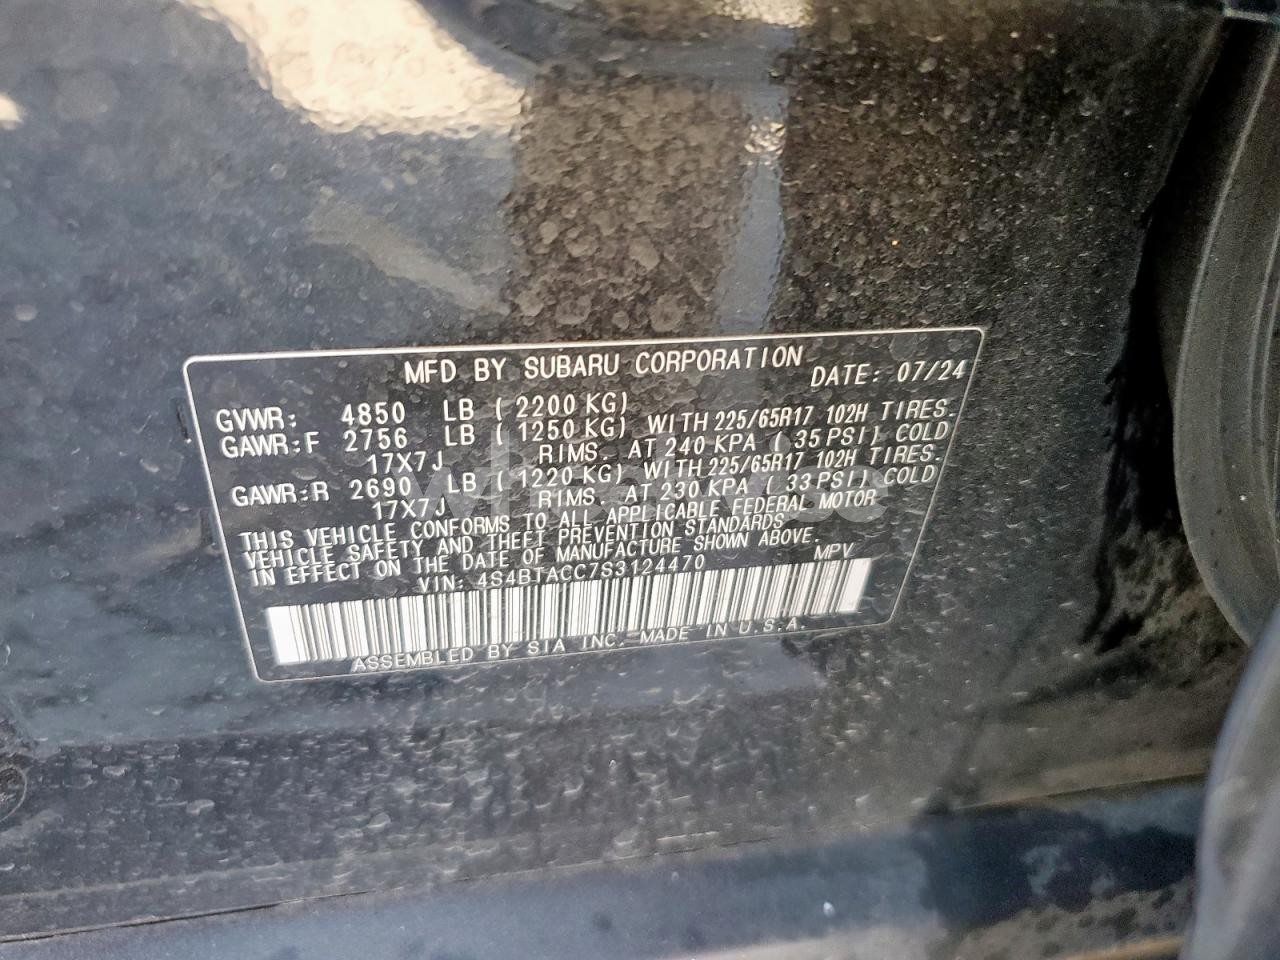 MFD BY SUBARU CORPORATION
DATE: 07/24
GVWR: 4850 LB ( 2200 KG)
GAWR:F 2756 LB ( 1250 KG) WITH 225/65R17 102H TIRES.
17X7J RIMS. AT 240 KPA ( 35 PSI) COLD
GAWR:R 2690 LB ( 1220 KG) WITH 225/65R17 102H TIRES.
17X7J RIMS. AT 230 KPA ( 33 PSI) COLD
THIS VEHICLE CONFORMS TO ALL APPLICABLE FEDERAL MOTOR
VEHICLE SAFETY AND THEFT PREVENTION STANDARDS
IN EFFECT ON THE DATE OF MANUFACTURE SHOWN ABOVE.
VIN: 4S4BTACC7S3124470 MPV
ASSEMBLED BY SIA INC. MADE IN U.S.A.